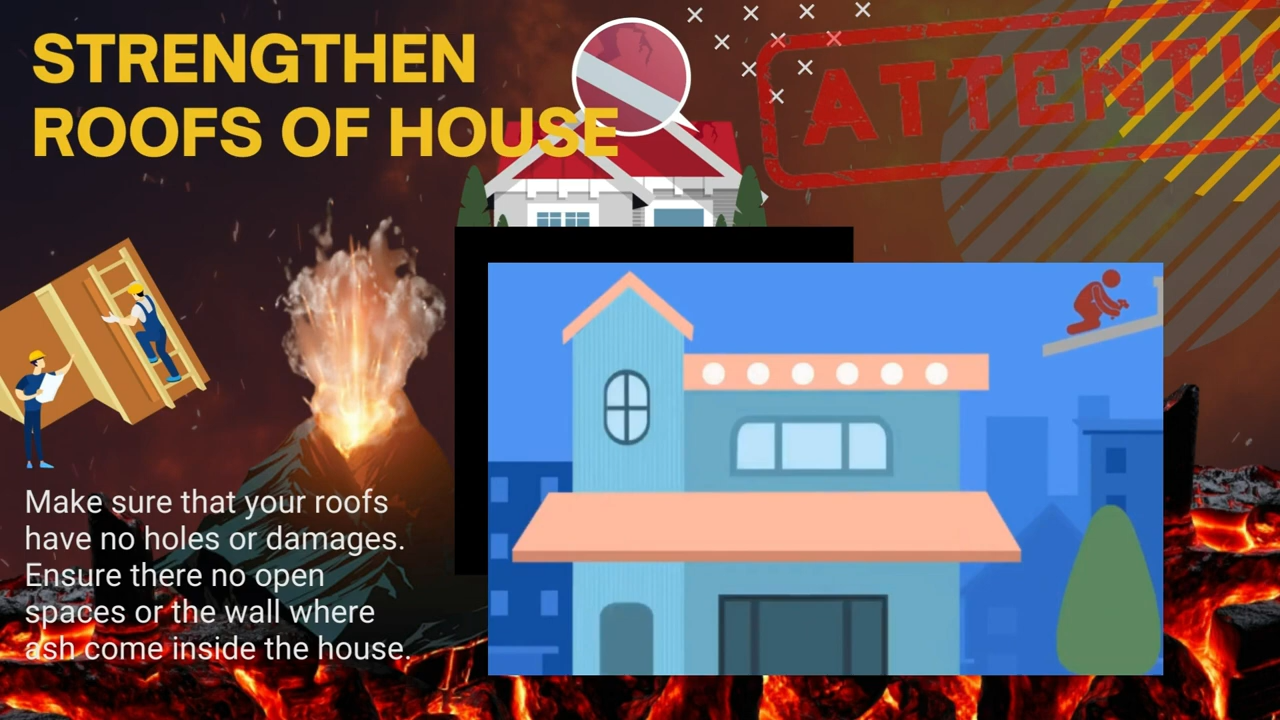 STRENGTHEN
ROOFS OF HOUSE
ATTENTIO
Make sure that your roofs
have no holes or damages.
Ensure there no open
spaces or the wall where
ash come inside the house.